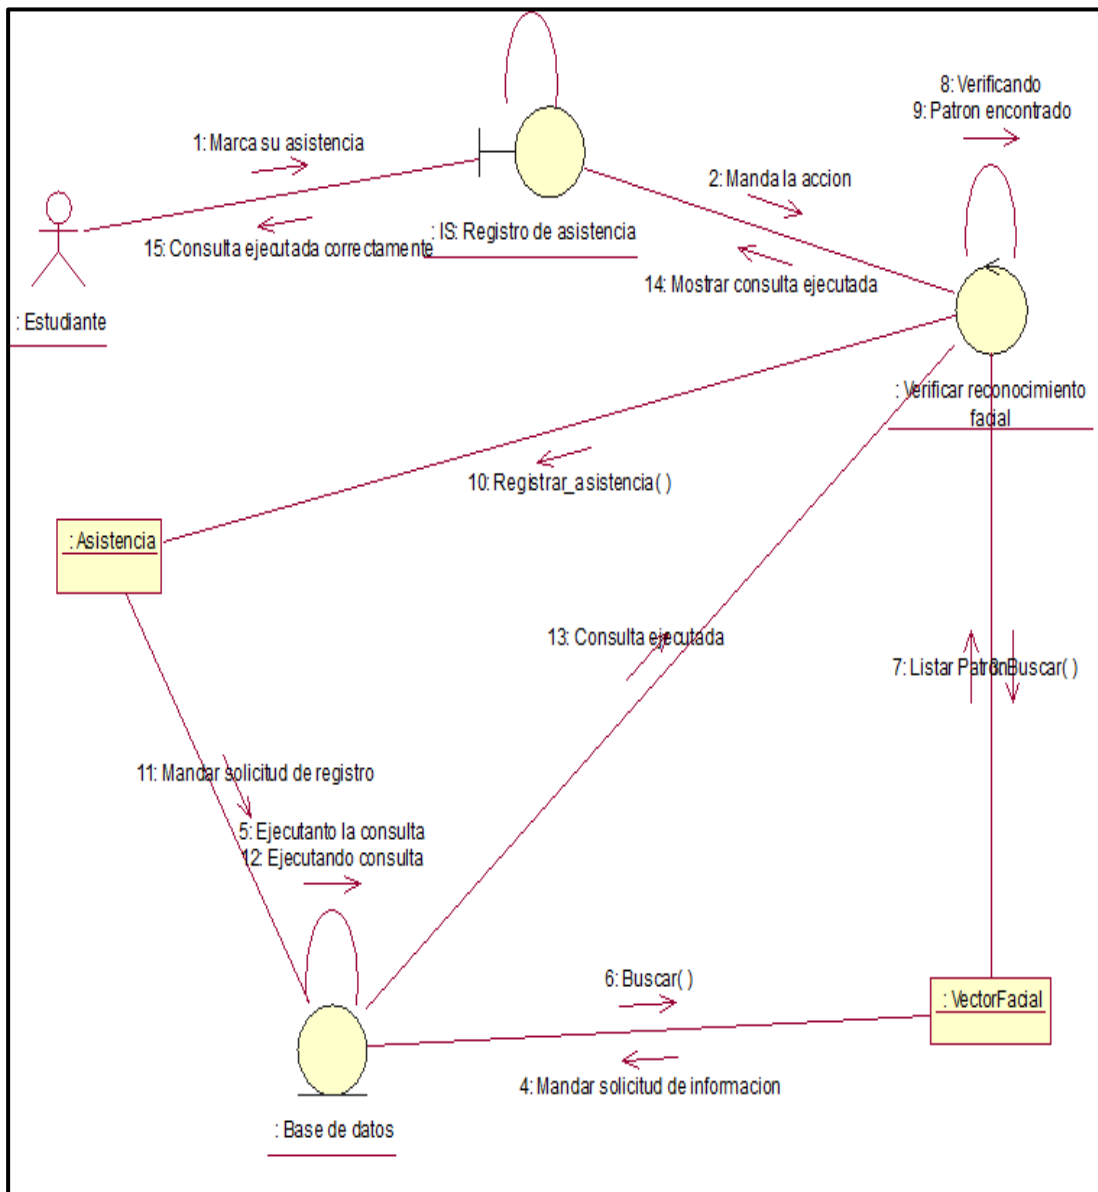 8: Verificando
9: Patron encontrado
1: Marca su asistencia
2: Manda la accion
: IS: Registro de asistencia
15: Consulta ejecutada correctamente
14: Mostrar consulta ejecutada
: Estudiante
: Verificar reconocimiento
facial
10: Registrar_asistencia( )
: Asistencia
13: Consulta ejecutada
7: Listar Patron
Buscar( )
11: Mandar solicitud de registro
5: Ejecutanto la consulta
12: Ejecutando consulta
6: Buscar( )
: VectorFacial
4: Mandar solicitud de informacion
: Base de datos